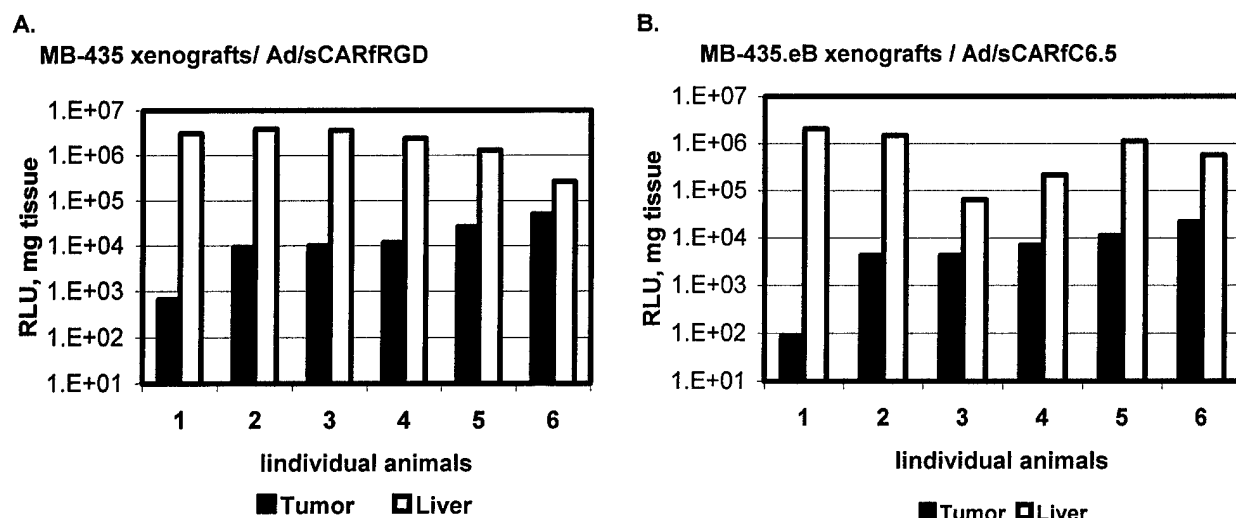 A.
MB-435 xenografts/ Ad/sCARfRGD
1.E+07
1.E+06
1.E+05
1.E+04
1.E+03
1.E+02
1.E+01
RLU, mg tissue
1 2 3 4 5 6
lindividual animals
Tumor Liver
B.
MB-435.eB xenografts / Ad/sCARfC6.5
1.E+07
1.E+06
1.E+05
1.E+04
1.E+03
1.E+02
1.E+01
RLU, mg tissue
1 2 3 4 5 6
lindividual animals
Tumor Liver